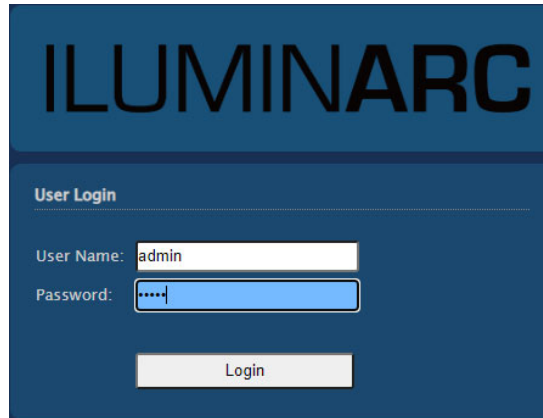 ILUMINARC
User Login
User Name: admin
Password: •••••
Login